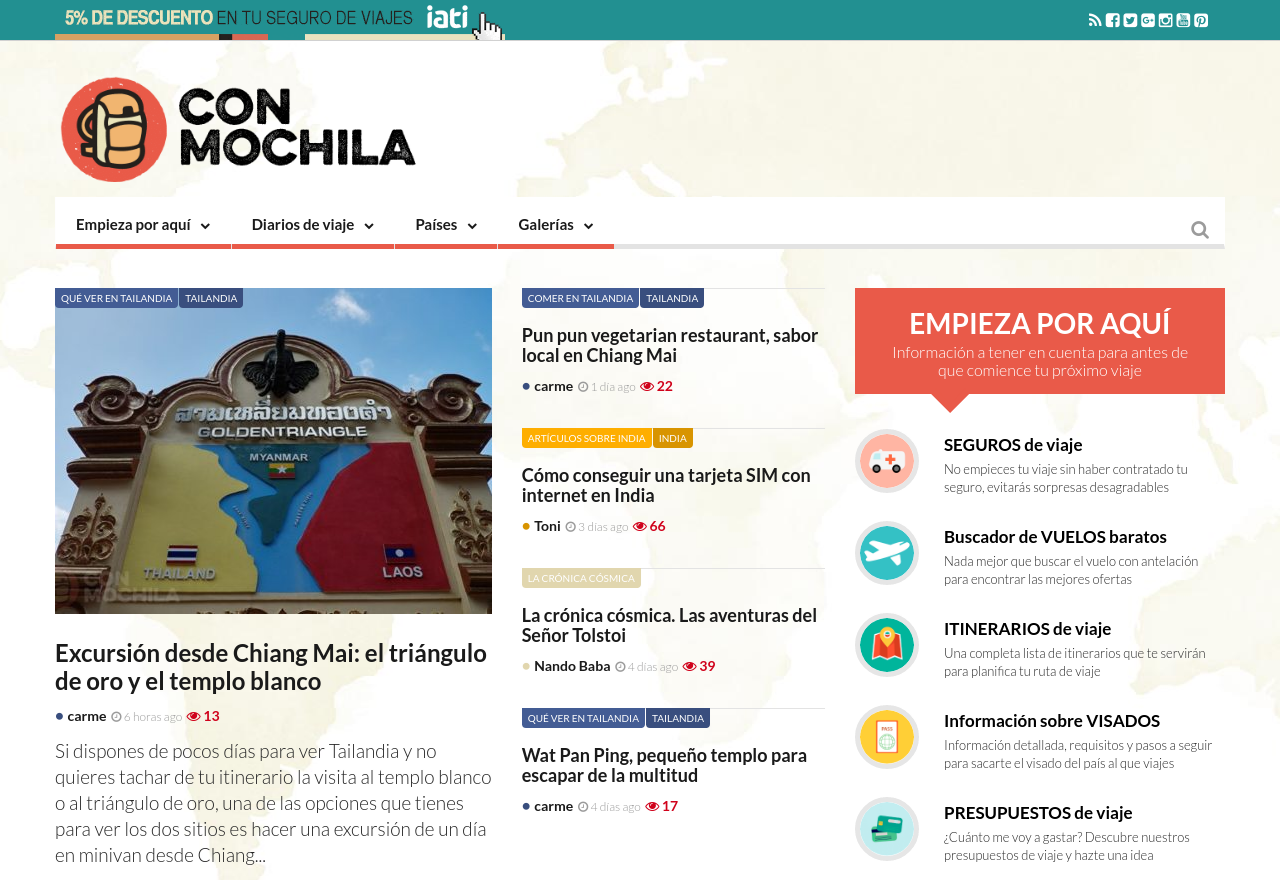 5% DE DESCUENTO EN TU SEGURO DE VIAJES iati
CON
MOCHILA
Empieza por aquí
Diarios de viaje
Países
Galerías
QUÉ VER EN TAILANDIA
TAILANDIA
สามเหลี่ยมทองคำ
GOLDENTRIANGLE
MYANMAR
THAILAND
LAOS
CON
MOCHILA
Excursión desde Chiang Mai: el triángulo
de oro y el templo blanco
carme 6 horas ago 13
Si dispones de pocos días para ver Tailandia y no
quieres tachar de tu itinerario la visita al templo blanco
o al triángulo de oro, una de las opciones que tienes
para ver los dos sitios es hacer una excursión de un día
en minivan desde Chiang...
COMER EN TAILANDIA
TAILANDIA
Pun pun vegetarian restaurant, sabor
local en Chiang Mai
carme 1 día ago 22
ARTÍCULOS SOBRE INDIA
INDIA
Cómo conseguir una tarjeta SIM con
internet en India
Toni 3 días ago 66
LA CRÓNICA CÓSMICA
La crónica cósmica. Las aventuras del
Señor Tolstoi
Nando Baba 4 días ago 39
QUÉ VER EN TAILANDIA
TAILANDIA
Wat Pan Ping, pequeño templo para
escapar de la multitud
carme 4 días ago 17
EMPIEZA POR AQUÍ
Información a tener en cuenta para antes de
que comience tu próximo viaje
SEGUROS de viaje
No empieces tu viaje sin haber contratado tu
seguro, evitarás sorpresas desagradables
Buscador de VUELOS baratos
Nada mejor que buscar el vuelo con antelación
para encontrar las mejores ofertas
ITINERARIOS de viaje
Una completa lista de itinerarios que te servirán
para planifica tu ruta de viaje
Información sobre VISADOS
Información detallada, requisitos y pasos a seguir
para sacarte el visado del país al que viajes
PRESUPUESTOS de viaje
¿Cuánto me voy a gastar? Descubre nuestros
presupuestos de viaje y hazte una idea